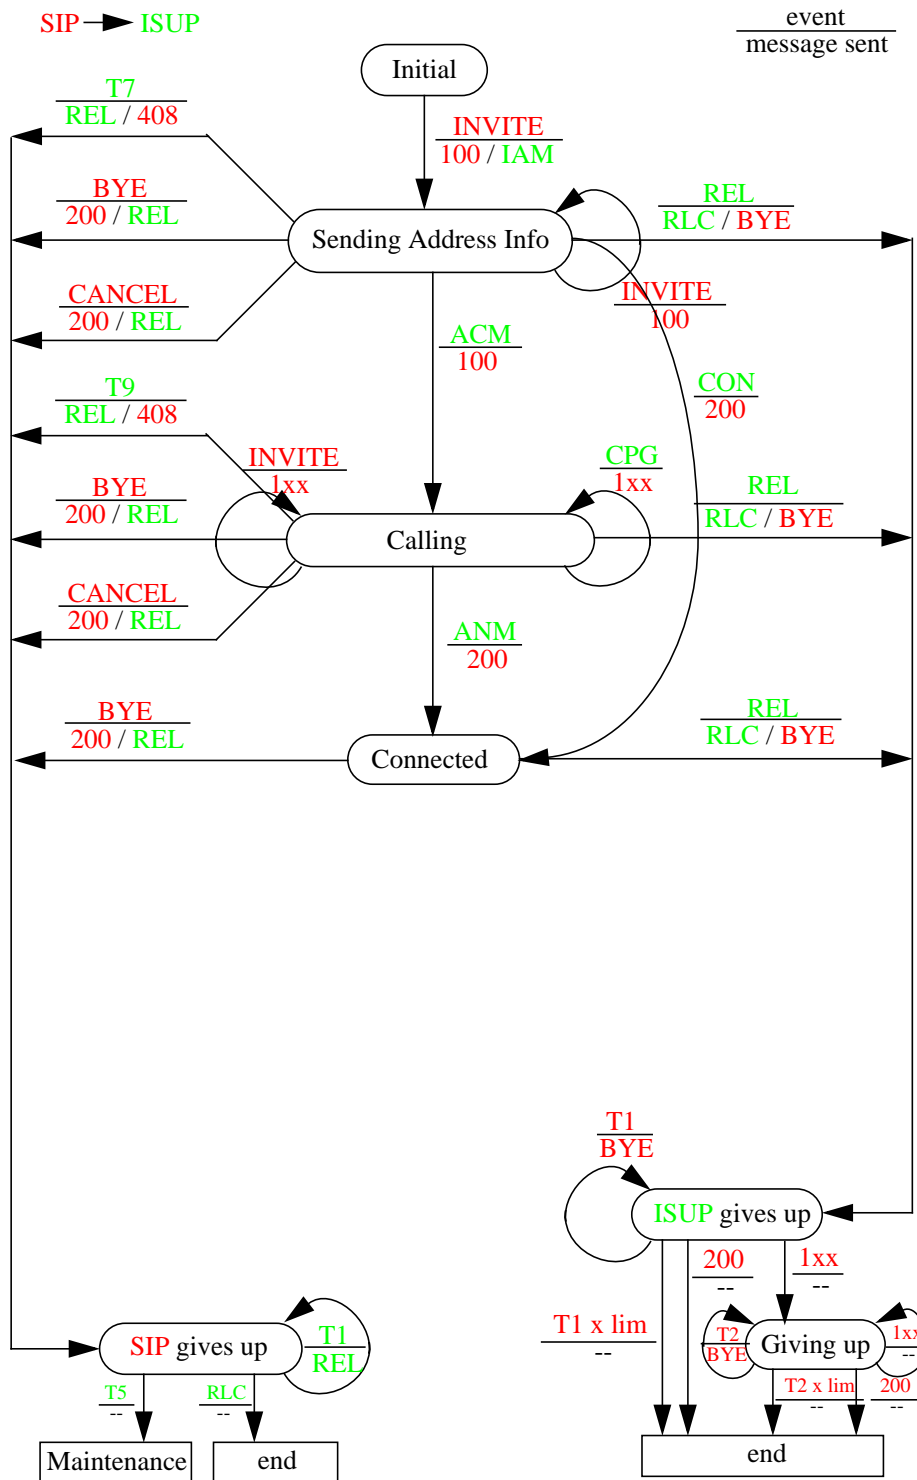 SIP ISUP
event
message sent
Initial
T7
REL / 408
INVITE
100 / IAM
BYE
200 / REL
REL
RLC / BYE
Sending Address Info
CANCEL
200 / REL
INVITE
100
ACM
100
CON
200
T9
REL / 408
INVITE
1xx
CPG
1xx
BYE
200 / REL
REL
RLC / BYE
Calling
CANCEL
200 / REL
ANM
200
BYE
200 / REL
REL
RLC / BYE
Connected
T1
BYE
ISUP gives up
200
--
1xx
--
T1 x lim
--
T2
BYE
Giving up
1xx
--
SIP gives up
T1
REL
T2 x lim
--
200
--
T5
--
RLC
--
Maintenance
end
end